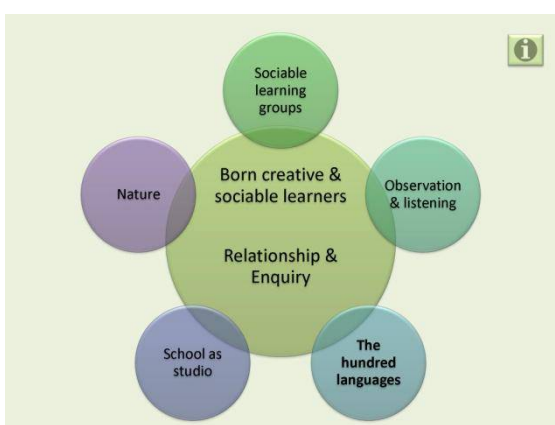 Sociable
learning
groups
Born creative &
sociable learners
Relationship &
Enquiry
Nature
Observation
& listening
School as
studio
The
hundred
languages